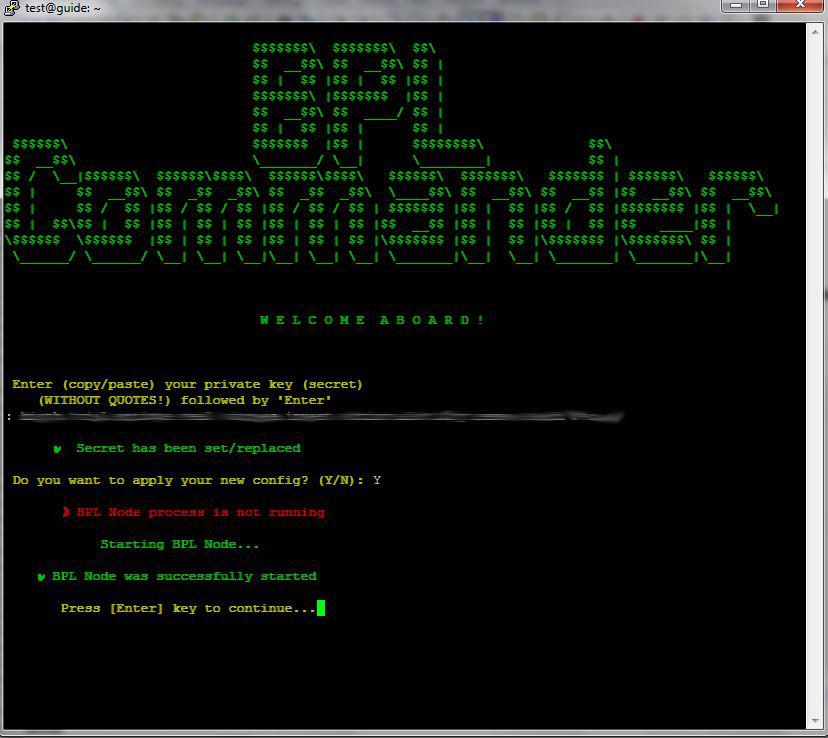 test@guide: ~
BPL
Commander
W E L C O M E  A B O A R D !
Enter (copy/paste) your private key (secret)
(WITHOUT QUOTES!) followed by 'Enter'
:
Secret has been set/replaced
Do you want to apply your new config? (Y/N): Y
BPL Node process is not running
Starting BPL Node...
BPL Node was successfully started
Press [Enter] key to continue...